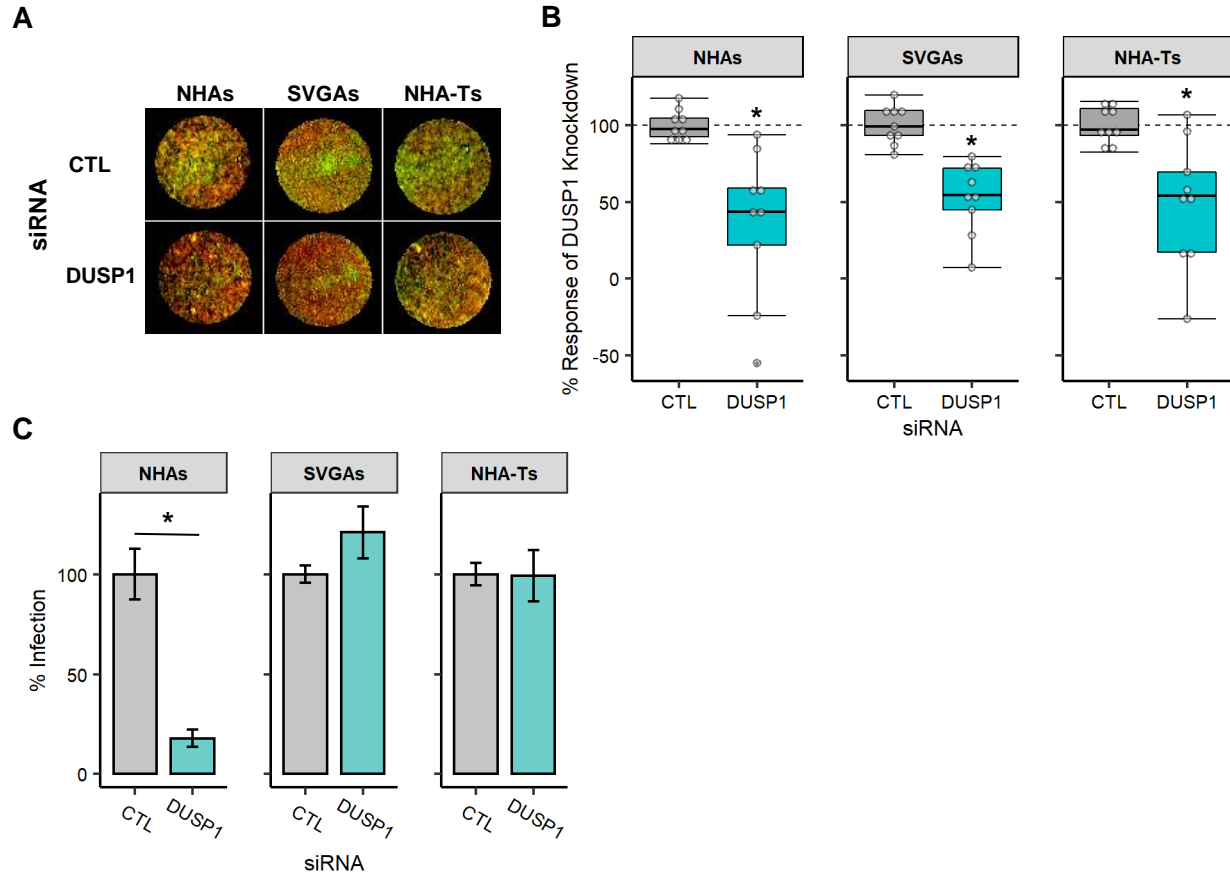 A
NHAs SVGAs NHA-Ts
CTL
DUSP1
siRNA
B
NHAs SVGAs NHA-Ts
% Response of DUSP1 Knockdown
100
50
0
-50
* * *
CTL DUSP1 CTL DUSP1 CTL DUSP1
siRNA
C
NHAs SVGAs NHA-Ts
% Infection
*
100
50
0
CTL DUSP1 CTL DUSP1 CTL DUSP1
siRNA